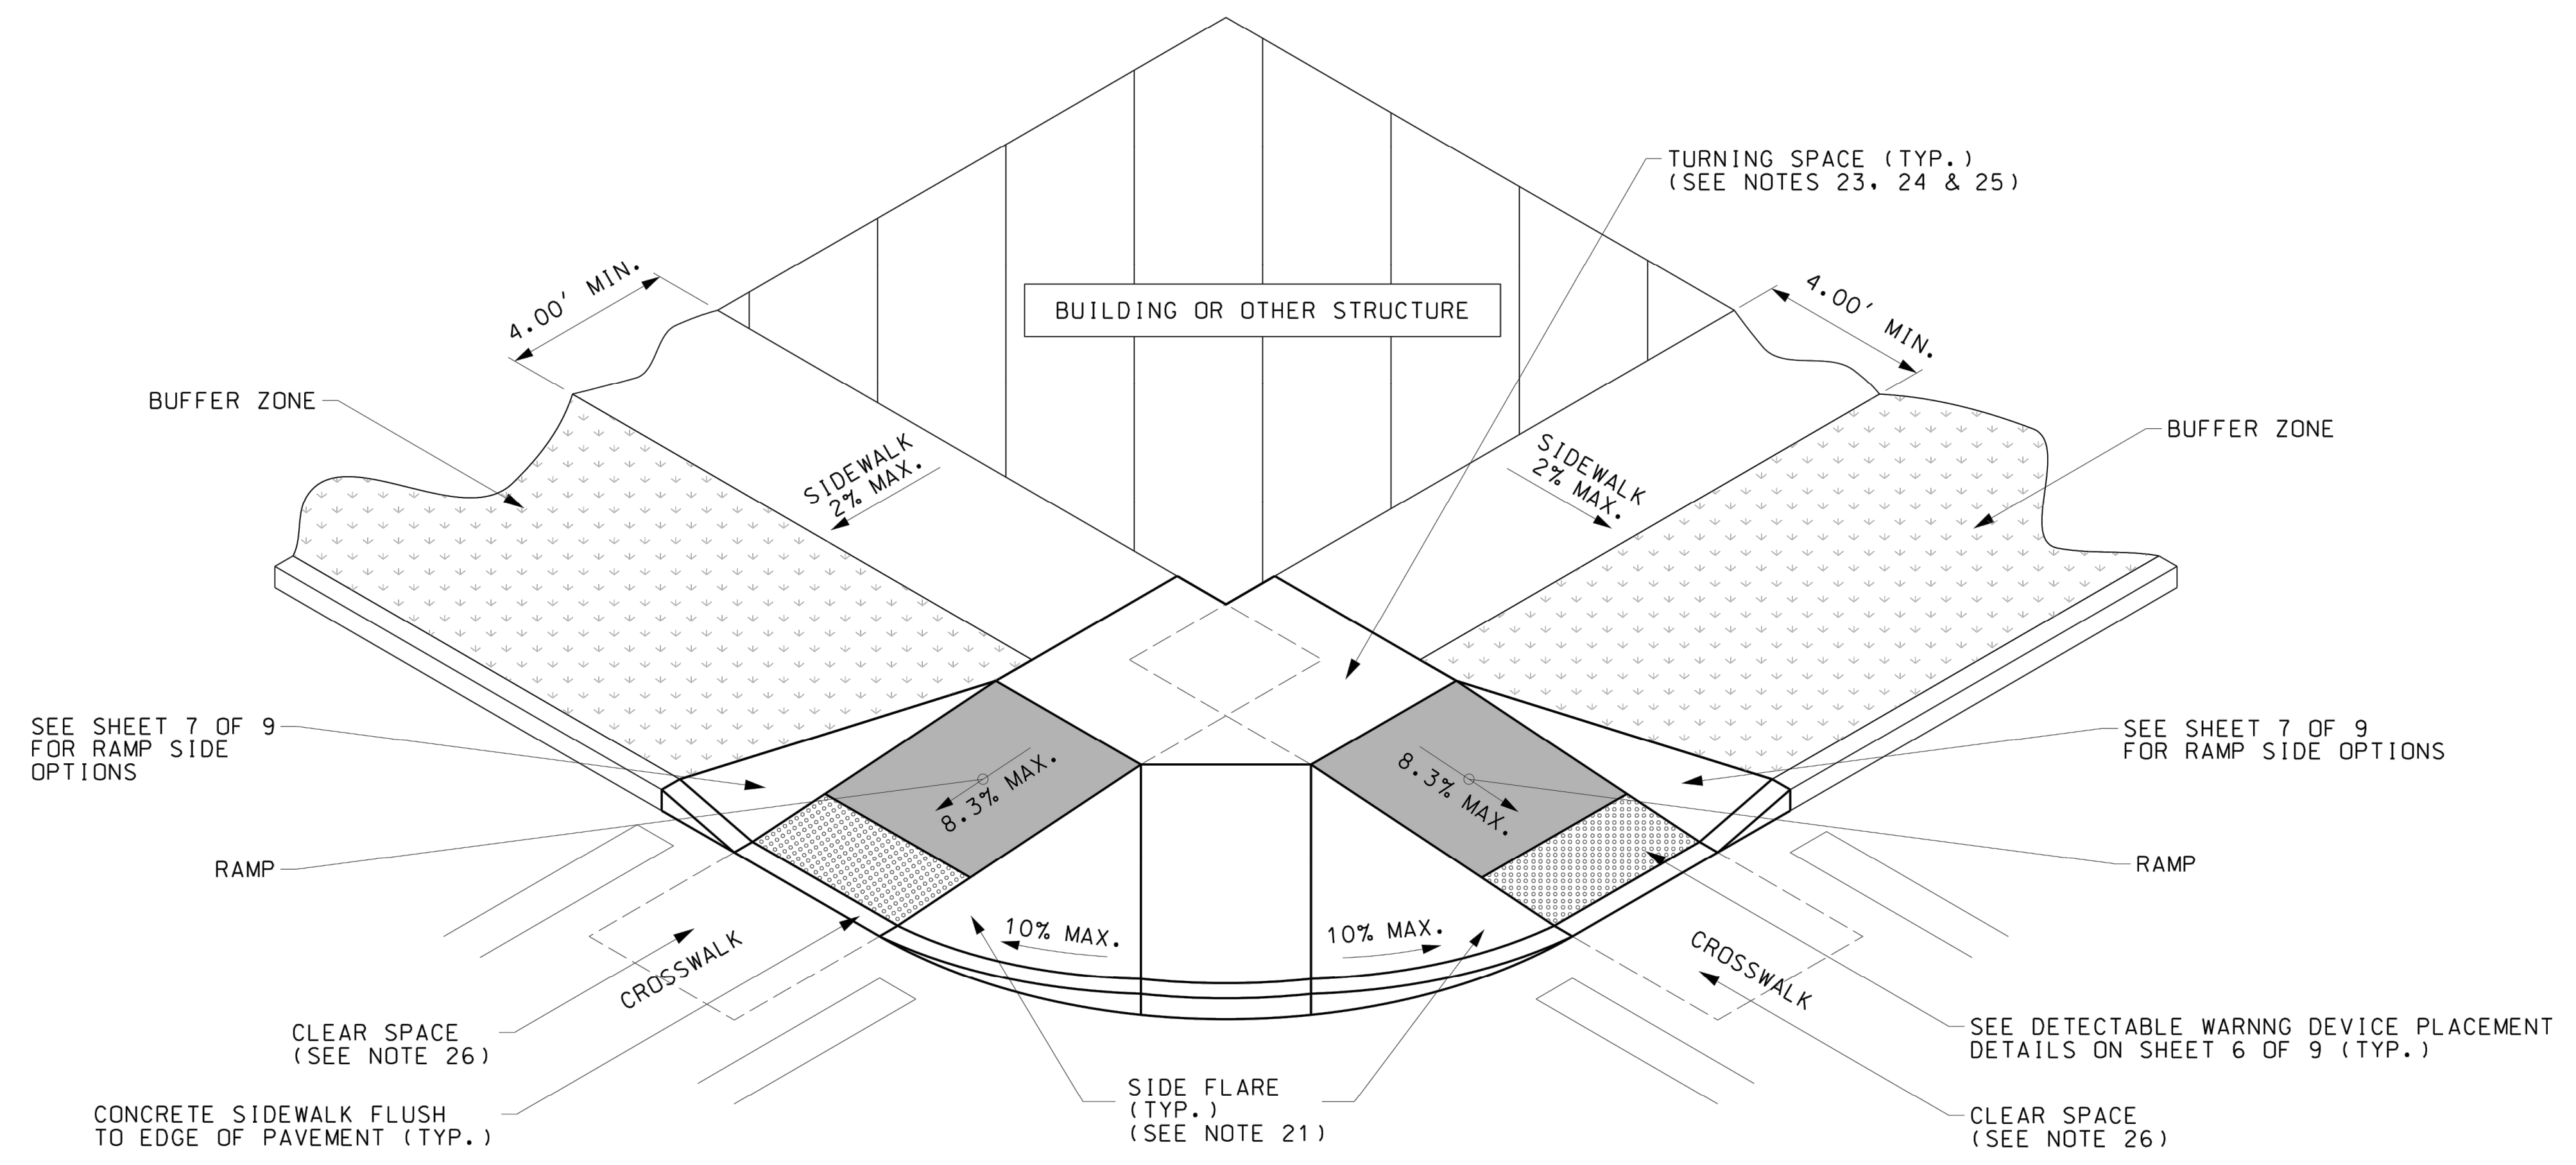 TURNING SPACE (TYP.)
(SEE NOTES 23, 24 & 25)
4.00' MIN.
4.00' MIN.
BUILDING OR OTHER STRUCTURE
BUFFER ZONE
BUFFER ZONE
SIDEWALK
2% MAX.
SIDEWALK
2% MAX.
SEE SHEET 7 OF 9
FOR RAMP SIDE
OPTIONS
SEE SHEET 7 OF 9
FOR RAMP SIDE OPTIONS
8.3% MAX.
8.3% MAX.
RAMP
RAMP
10% MAX.
10% MAX.
CROSSWALK
CROSSWALK
CLEAR SPACE
(SEE NOTE 26)
SEE DETECTABLE WARNNG DEVICE PLACEMENT
DETAILS ON SHEET 6 OF 9 (TYP.)
SIDE FLARE
(TYP.)
(SEE NOTE 21)
CONCRETE SIDEWALK FLUSH
TO EDGE OF PAVEMENT (TYP.)
CLEAR SPACE
(SEE NOTE 26)